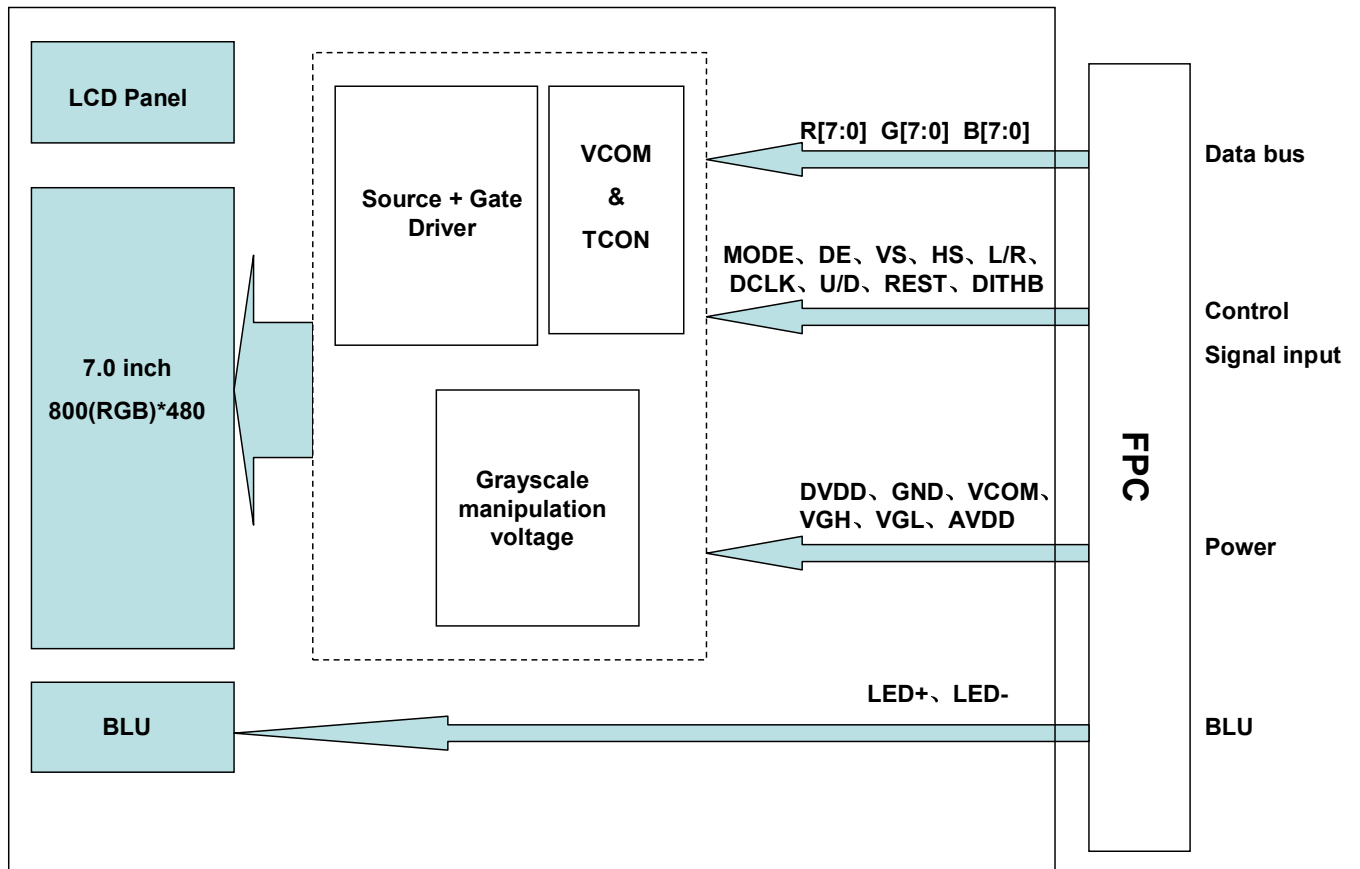 LCD Panel
7.0 inch
800(RGB)*480
BLU
Source + Gate
Driver
VCOM
&
TCON
Grayscale
manipulation
voltage
R[7:0] G[7:0] B[7:0]
MODE、DE、VS、HS、L/R、
DCLK、U/D、REST、DITHB
DVDD、GND、VCOM、
VGH、VGL、AVDD
LED+、LED-
FPC
Data bus
Control
Signal input
Power
BLU